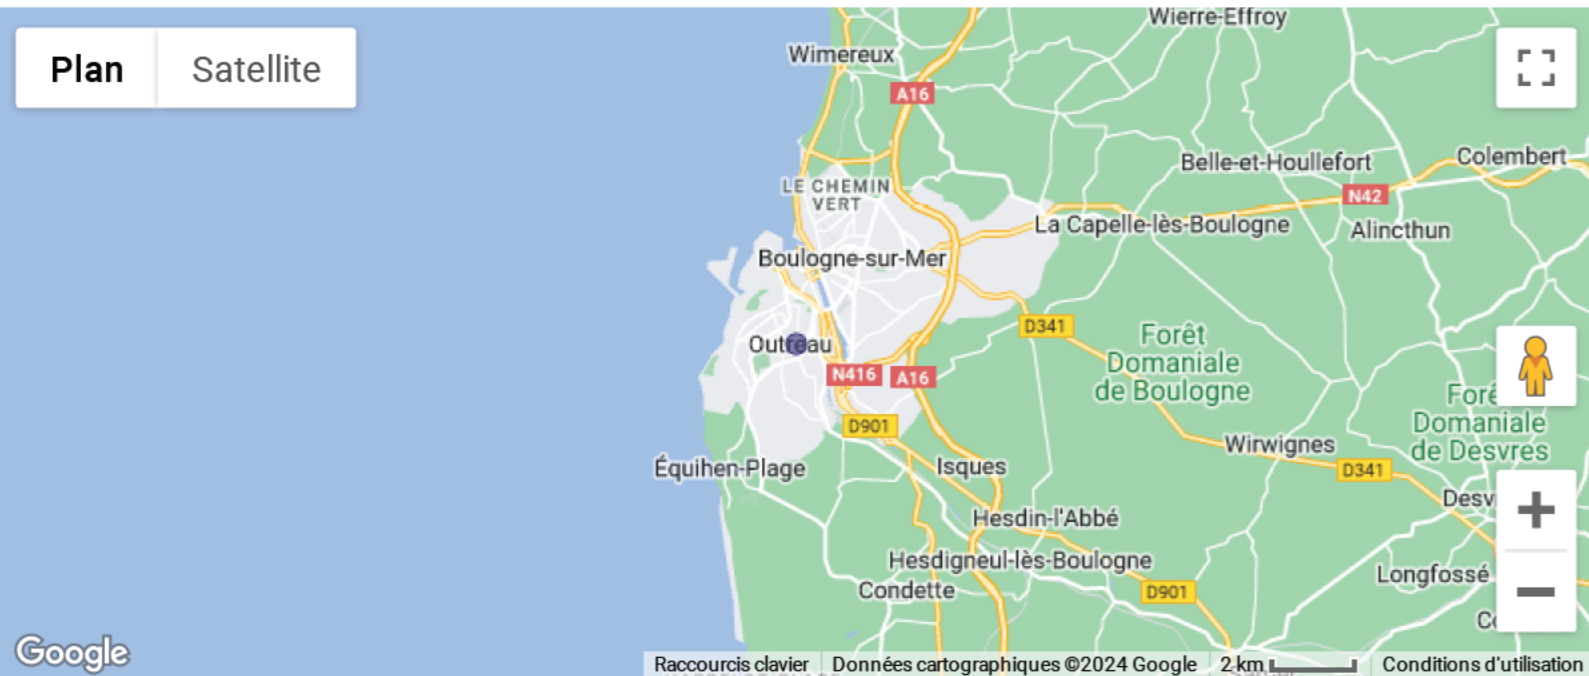 Wierre-Effroy
Plan
Satellite
Wimereux
A16
Belle-et-Houllefort
Colembert
LE CHEMIN
VERT
N42
La Capelle-lès-Boulogne
Alincthun
Boulogne-sur-Mer
D341
Forêt
Domaniale
de Boulogne
Outreau
N416
A16
Forê
Domaniale
de Desvres
D901
Wirwignes
Équihen-Plage
Isques
D341
Desv
Hesdin-l'Abbé
Hesdigneul-lès-Boulogne
Condette
Longfossé
D901
Google
Raccourcis clavier
Données cartographiques ©2024 Google
2 km
Conditions d'utilisation